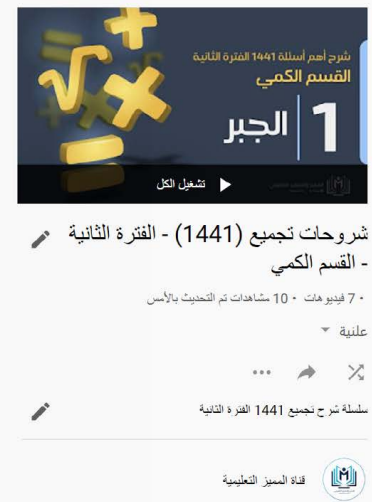 شرح أهم أسئلة 1441 الفترة الثانية
القسم الكمي
1 الجبر
تشغيل الكل
شروحات تجميع (1441) - الفترة الثانية
- القسم الكمي
7 فيديوهات • 10 مشاهدات تم التحديث بالأمس
علنية
سلسلة شرح تجميع 1441 الفترة الثانية
قناة المميز التعليمية